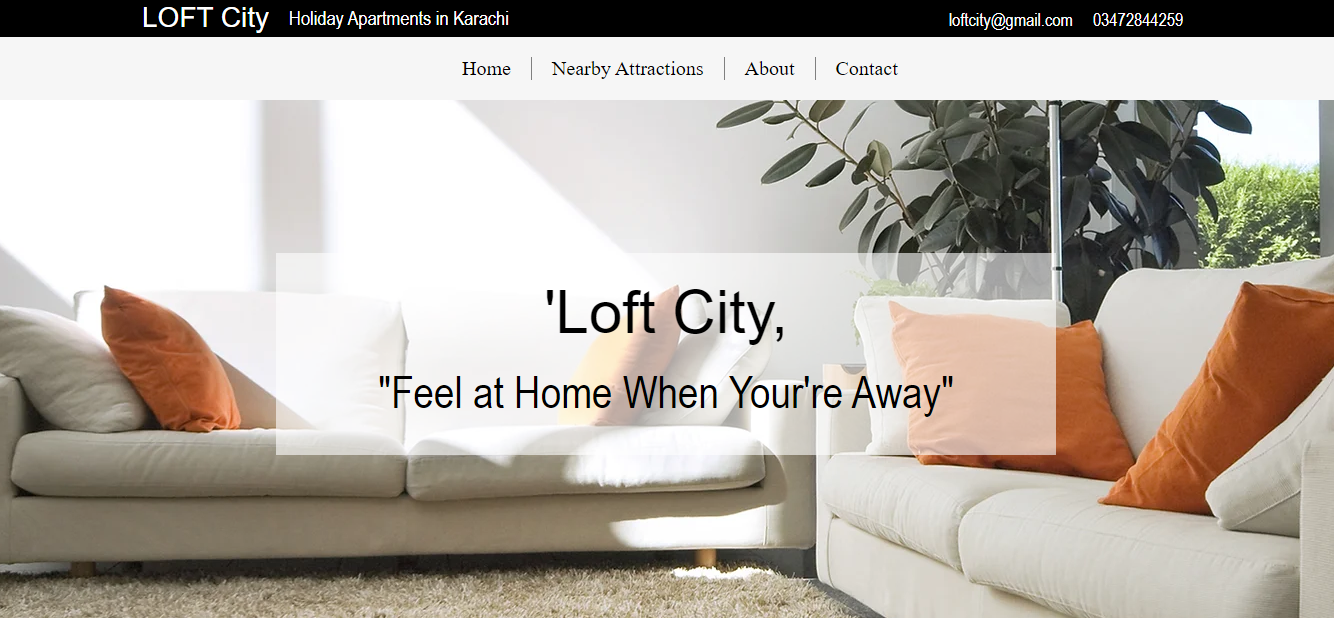 LOFT City Holiday Apartments in Karachi loftcity@gmail.com 03472844259
Home Nearby Attractions About Contact
'Loft City,
"Feel at Home When Your're Away"